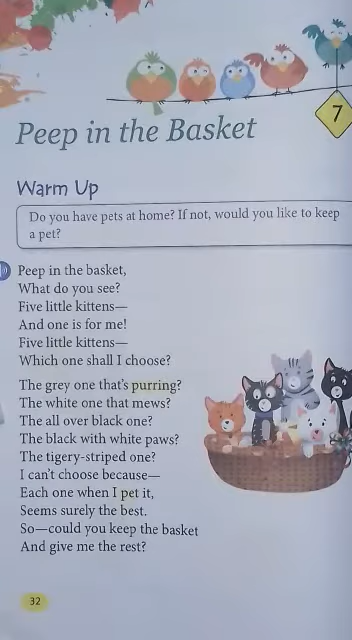 7
Peep in the Basket
Warm Up
Do you have pets at home? If not, would you like to keep
a pet?
Peep in the basket,
What do you see?
Five little kittens—
And one is for me!
Five little kittens—
Which one shall I choose?
The grey one that's purring?
The white one that mews?
The all over black one?
The black with white paws?
The tigery-striped one?
I can't choose because—
Each one when I pet it,
Seems surely the best.
So—could you keep the basket
And give me the rest?
32